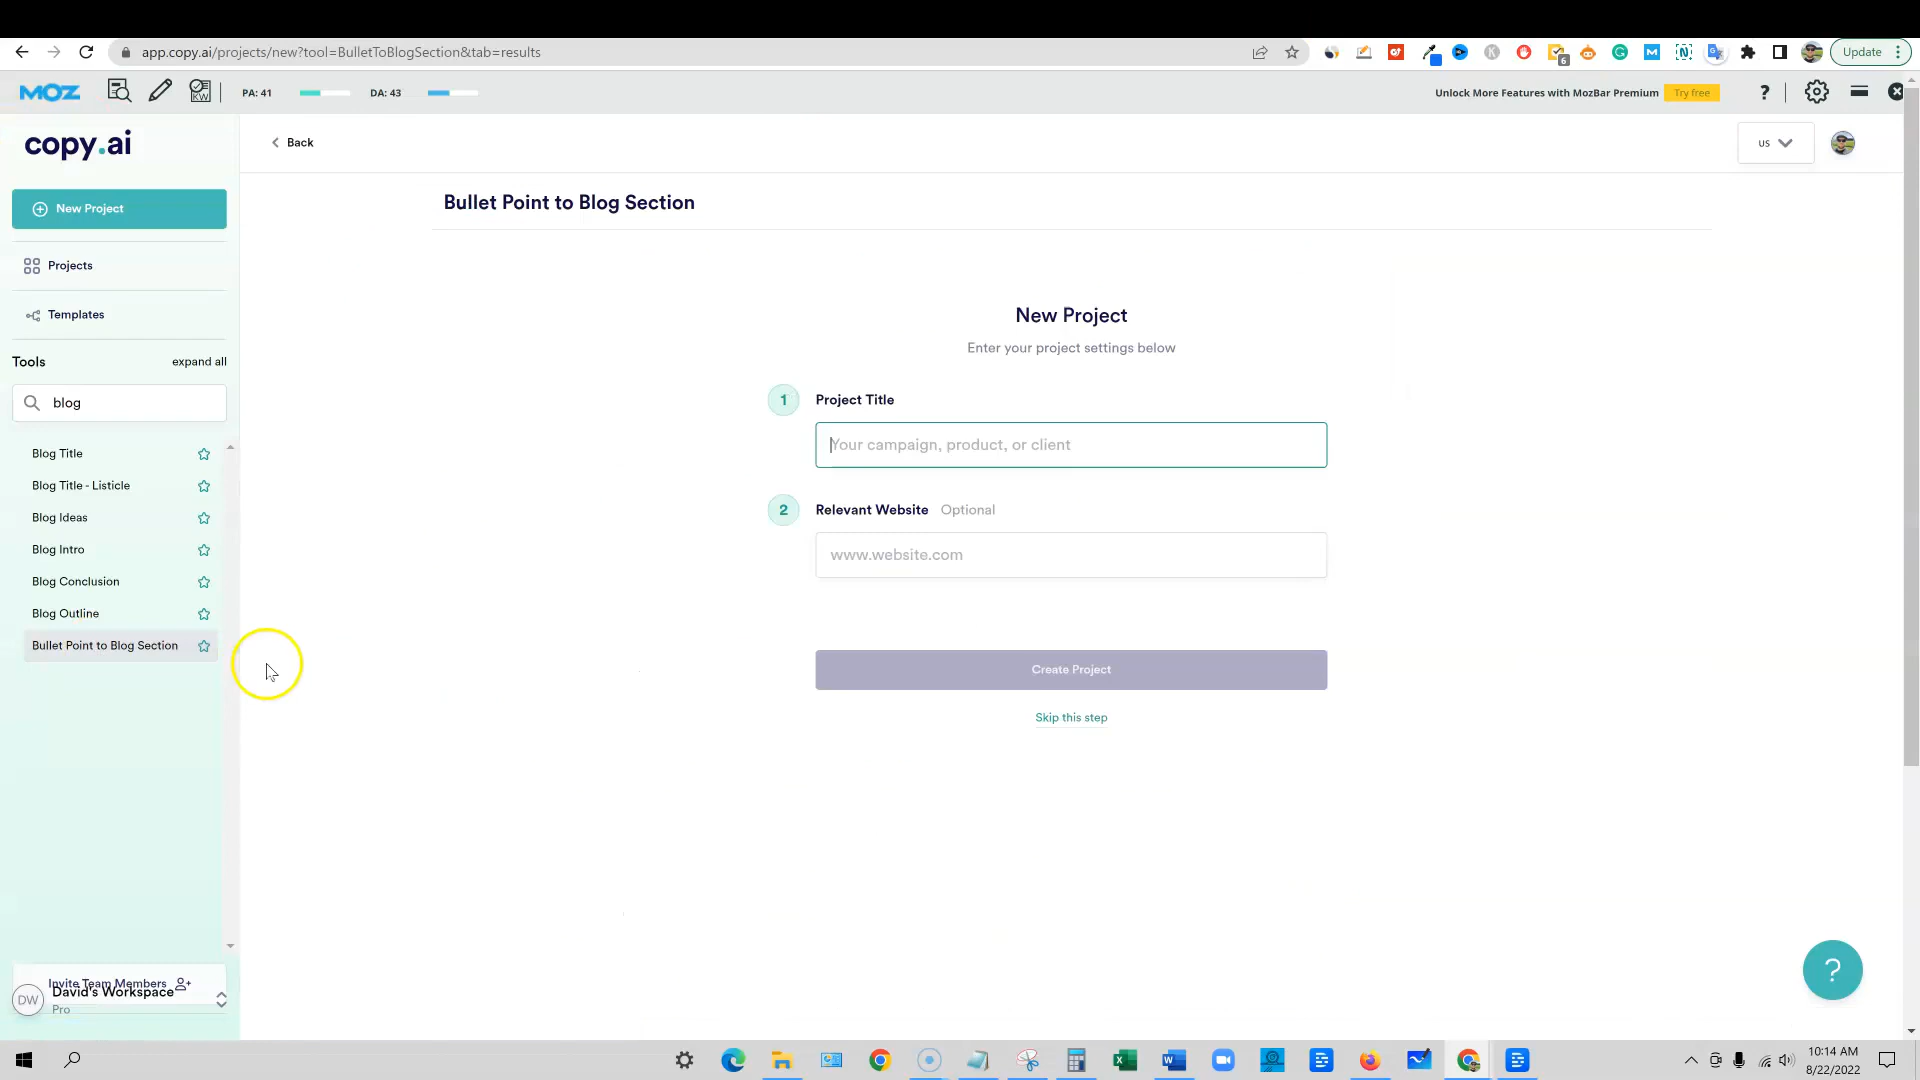 app.copy.ai/projects/new?tool=BulletToBlogSection&tab=results
6
Update
MOZ
KW
PA: 41
DA: 43
Unlock More Features with MozBar Premium
Try free
?
copy.ai
Back
US
New Project
Bullet Point to Blog Section
Projects
Templates
New Project
Enter your project settings below
Tools
expand all
blog
1 Project Title
Your campaign, product, or client
Blog Title
Blog Title - Listicle
Blog Ideas
Blog Intro
Blog Conclusion
Blog Outline
Bullet Point to Blog Section
2 Relevant Website Optional
www.website.com
Create Project
Skip this step
Invite Team Members
DW
David's Workspace
Pro
?
10:14 AM
8/22/2022